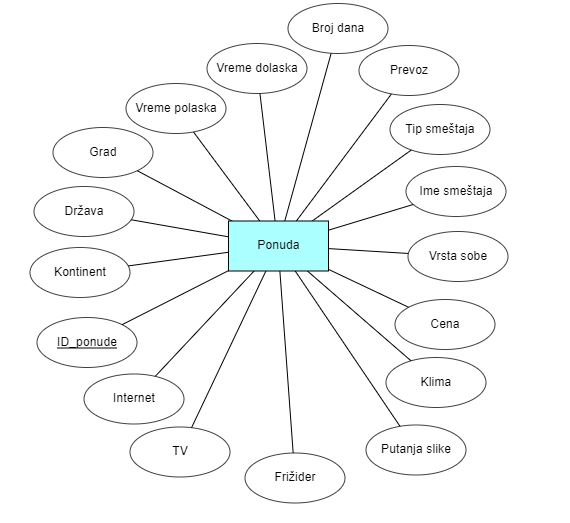 Broj dana
Vreme dolaska
Prevoz
Vreme polaska
Tip smeštaja
Grad
Ime smeštaja
Država
Ponuda
Vrsta sobe
Kontinent
Cena
ID_ponude
Klima
Internet
TV
Putanja slike
Frižider